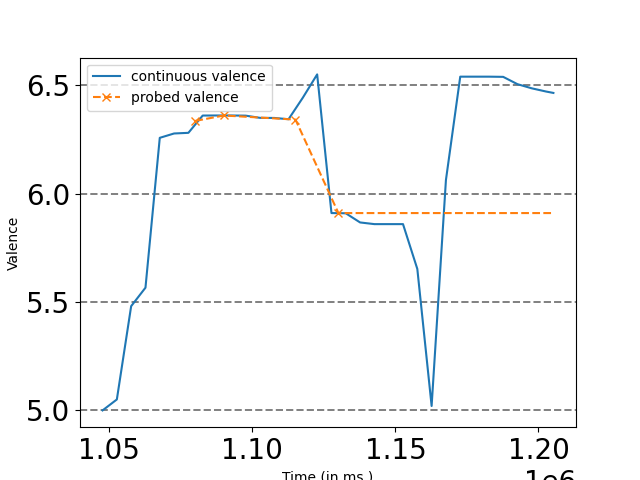 continuous valence
probed valence
6.5
6.0
5.5
5.0
Valence
1.05
1.10
1.15
1.20
Time (in ms.)
1e6